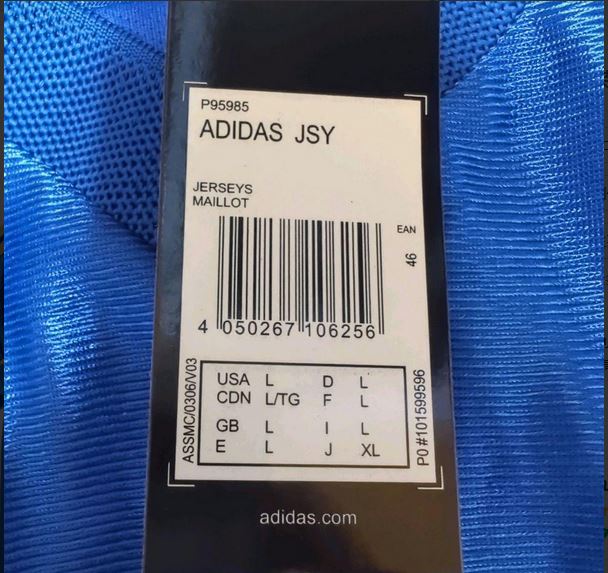 P95985
ADIDAS JSY
JERSEYS
MAILLOT
EAN
46
4 050267 106256
USA L D L
CDN L/TG F L
GB L I L
E L J XL
ASSMC/0306/V03
PO#101599596
adidas.com